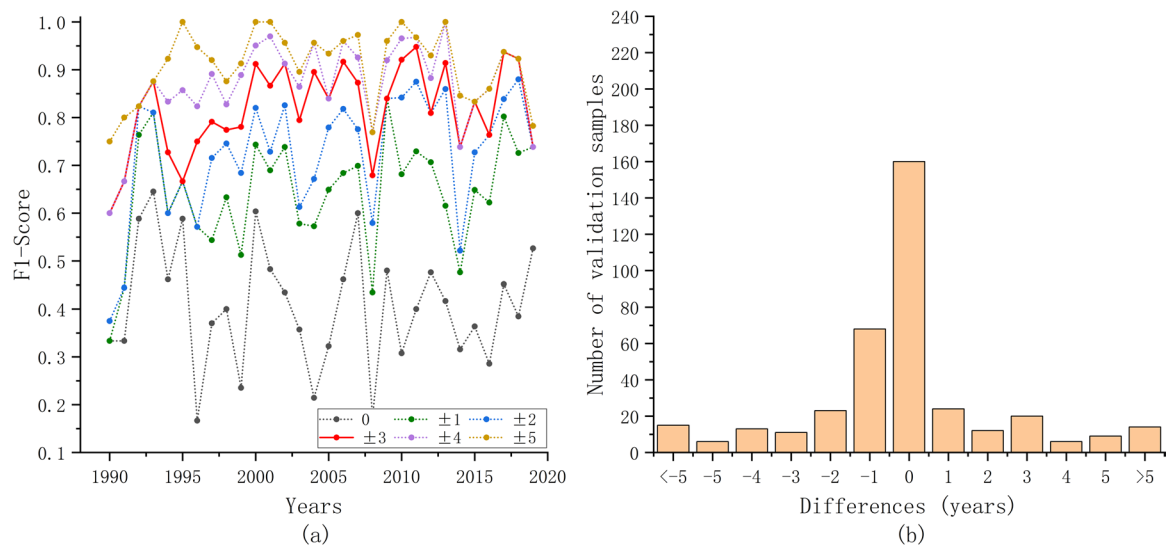 F1-Score
1.0
0.9
0.8
0.7
0.6
0.5
0.4
0.3
0.2
0.1
0 ±1 ±2
±3 ±4 ±5
1990 1995 2000 2005 2010 2015 2020
Years
(a)
Number of validation samples
240
220
200
180
160
140
120
100
80
60
40
20
0
<-5 -5 -4 -3 -2 -1 0 1 2 3 4 5 >5
Differences (years)
(b)